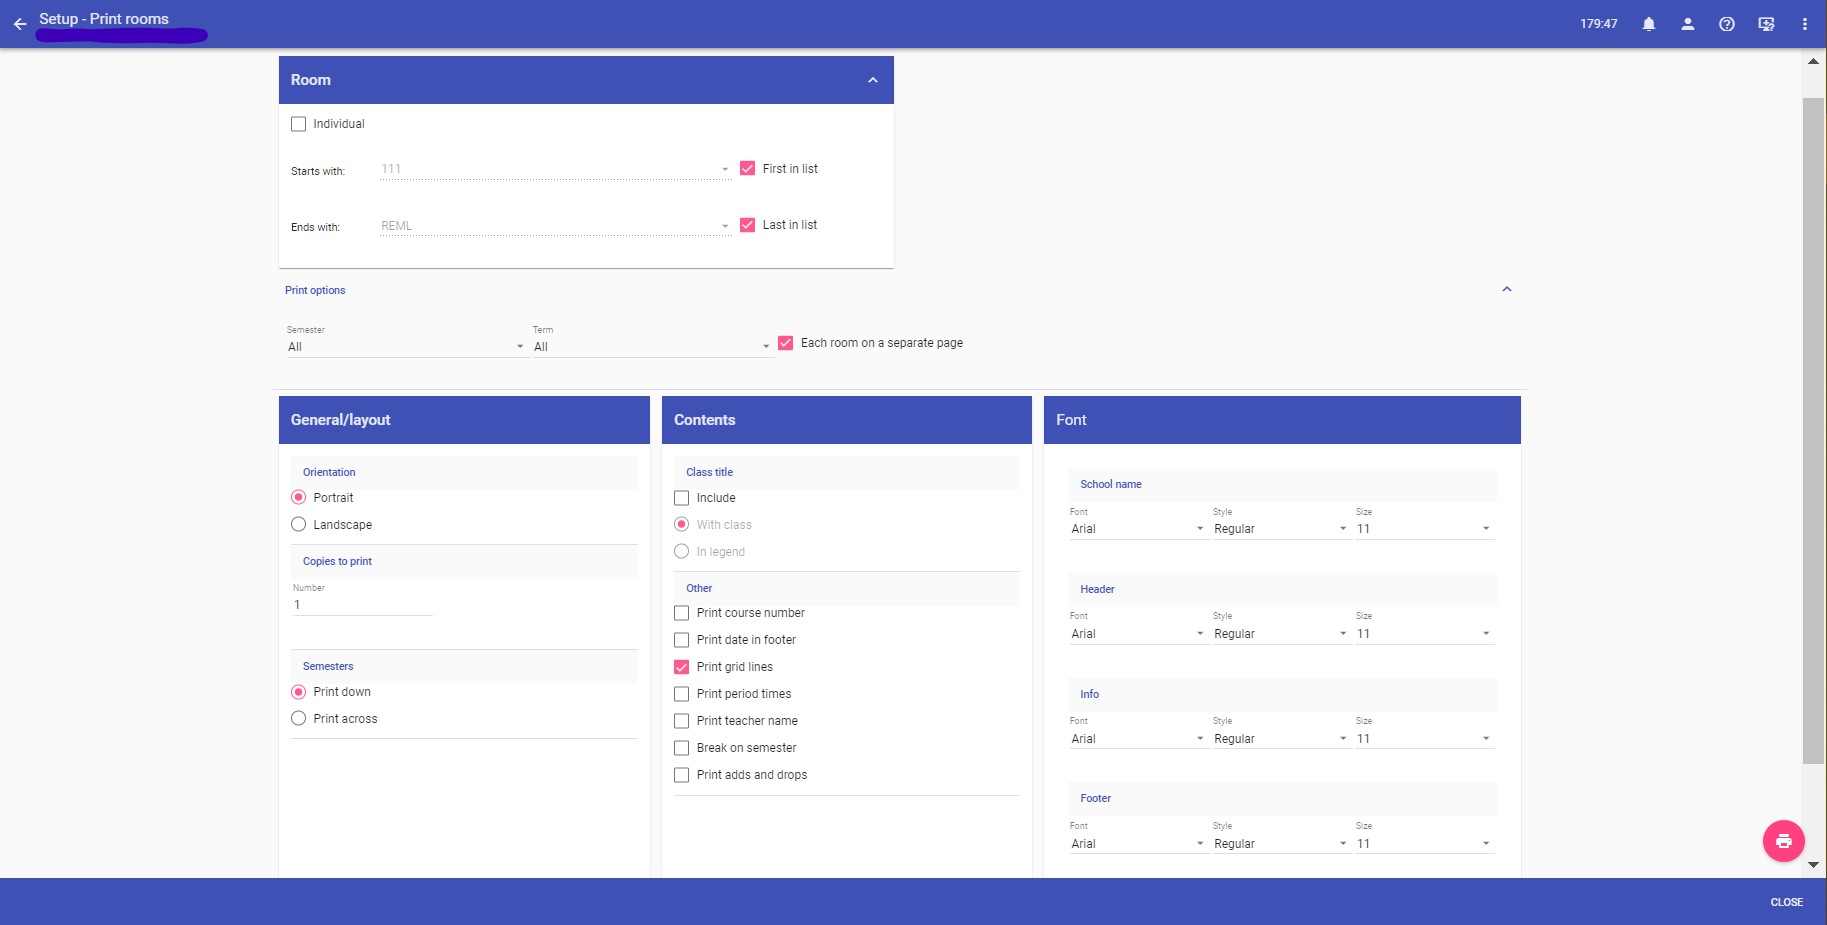 Setup - Print rooms
179:47
Room
Individual
Starts with: 111 First in list
Ends with: REML Last in list
Print options
Semester Term
All All Each room on a separate page
General/layout
Orientation
Portrait
Landscape
Copies to print
Number
1
Semesters
Print down
Print across
Contents
Class title
Include
With class
In legend
Other
Print course number
Print date in footer
Print grid lines
Print period times
Print teacher name
Break on semester
Print adds and drops
Font
School name
Font Style Size
Arial Regular 11
Header
Font Style Size
Arial Regular 11
Info
Font Style Size
Arial Regular 11
Footer
Font Style Size
Arial Regular 11
CLOSE